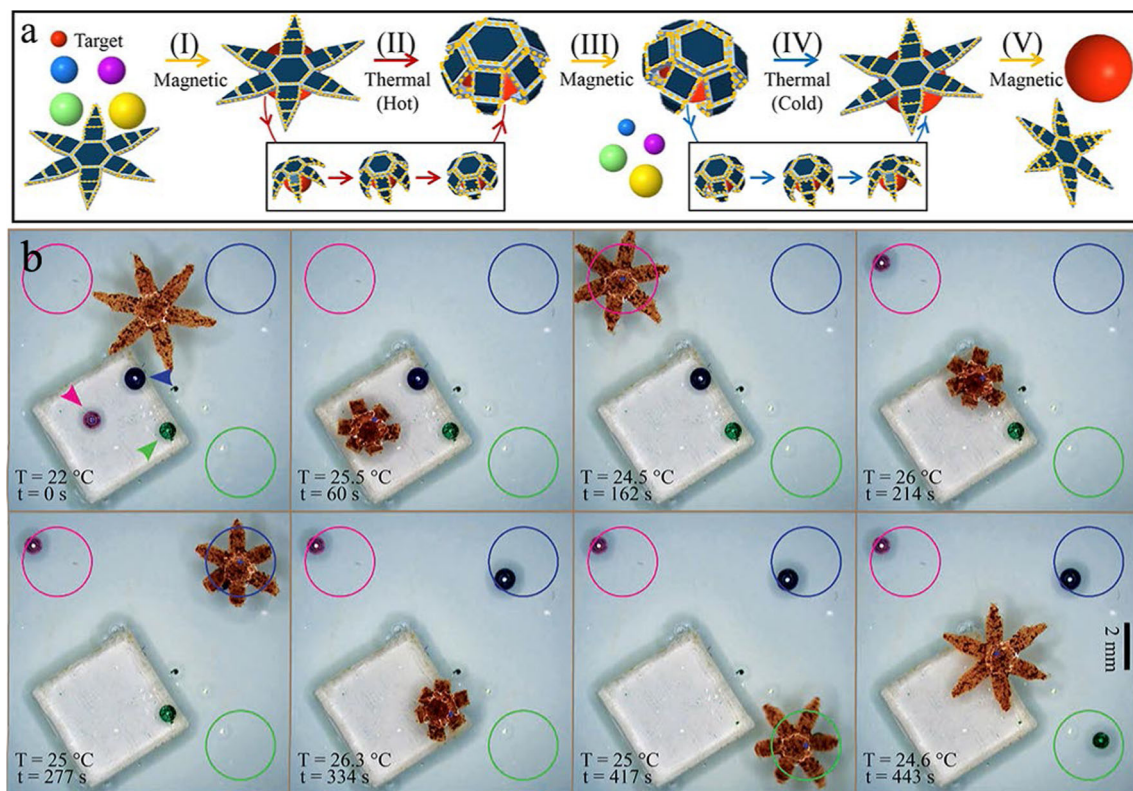 a
Target
(I)
Magnetic
(II)
Thermal
(Hot)
(III)
Magnetic
(IV)
Thermal
(Cold)
(V)
Magnetic
b
T = 22 °C
t = 0 s
T = 25.5 °C
t = 60 s
T = 24.5 °C
t = 162 s
T = 26 °C
t = 214 s
T = 25 °C
t = 277 s
T = 26.3 °C
t = 334 s
T = 25 °C
t = 417 s
2 mm
T = 24.6 °C
t = 443 s